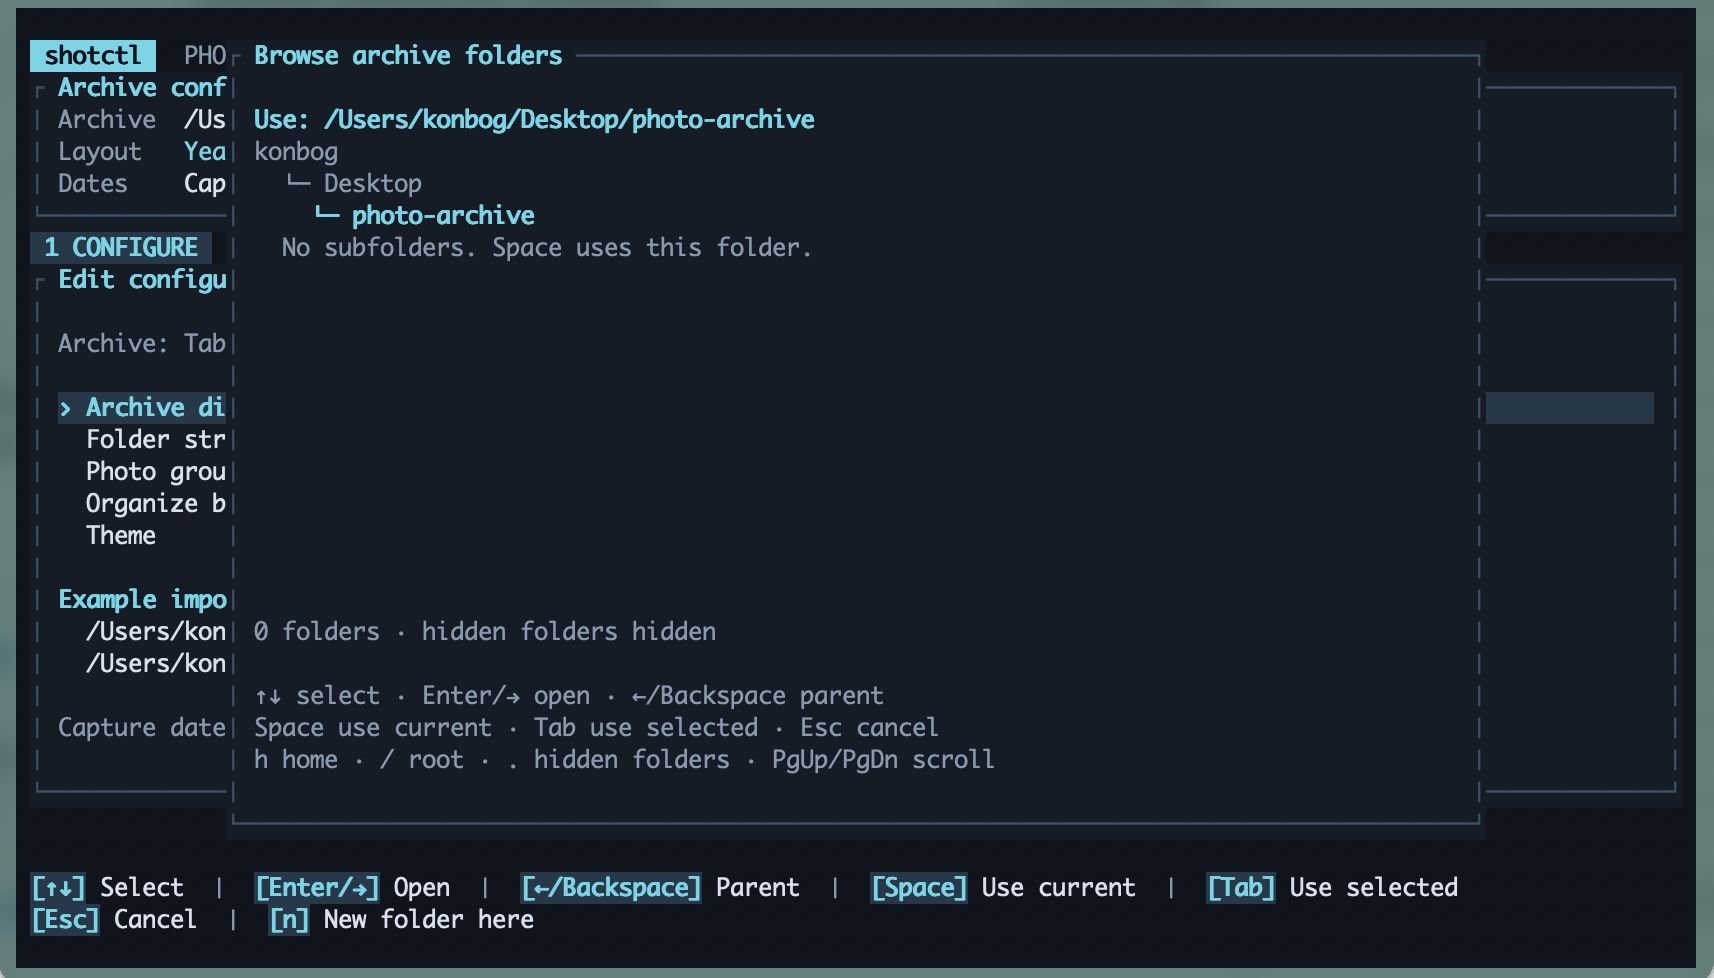 shotctl PHO
Browse archive folders
Archive conf
Archive /Us
Use: /Users/konbog/Desktop/photo-archive
Layout Yea
konbog
Dates Cap
└─ Desktop
└─ photo-archive
1 CONFIGURE
No subfolders. Space uses this folder.
Edit configu
Archive: Tab
› Archive di
Folder str
Photo grou
Organize b
Theme
Example impo
/Users/kon
0 folders · hidden folders hidden
/Users/kon
↑↓ select · Enter/→ open · ←/Backspace parent
Capture date
Space use current · Tab use selected · Esc cancel
h home · / root · . hidden folders · PgUp/PgDn scroll
[↑↓] Select | [Enter/→] Open | [←/Backspace] Parent | [Space] Use current | [Tab] Use selected
[Esc] Cancel | [n] New folder here